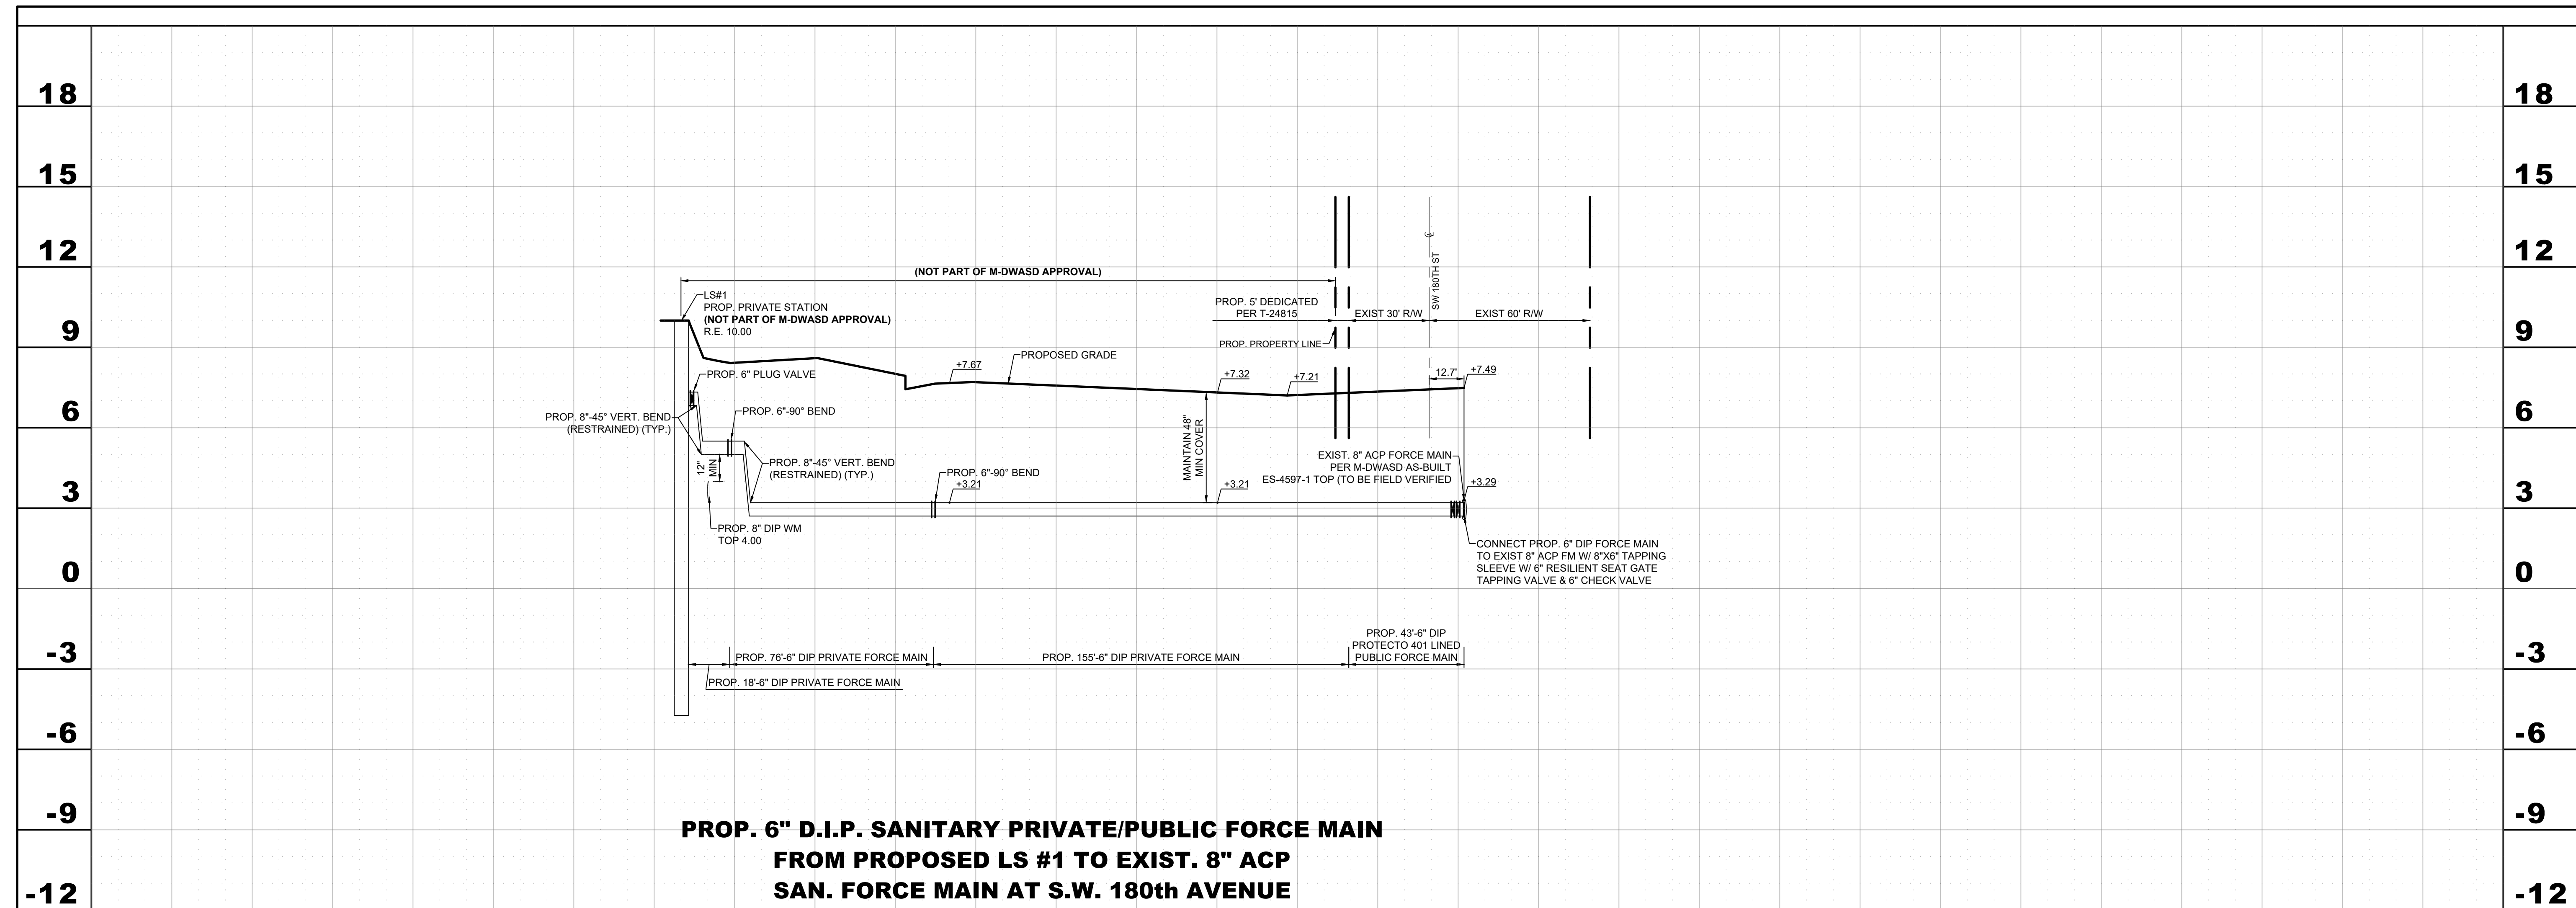 18
15
12
9
6
3
0
-3
-6
-9
-12
(NOT PART OF M-DWASD APPROVAL)
LS#1
PROP. PRIVATE STATION
(NOT PART OF M-DWASD APPROVAL)
R.E. 10.00
PROP. 5' DEDICATED
PER T-24815
EXIST 30' R/W
EXIST 60' R/W
SW 180TH ST
PROP. PROPERTY LINE
PROPOSED GRADE
+7.67
+7.32
+7.21
12.7'
+7.49
PROP. 6" PLUG VALVE
PROP. 8"-45° VERT. BEND
(RESTRAINED) (TYP.)
PROP. 6"-90° BEND
12"
MIN
PROP. 8"-45° VERT. BEND
(RESTRAINED) (TYP.)
PROP. 6"-90° BEND
+3.21
MAINTAIN 48"
MIN COVER
+3.21
EXIST. 8" ACP FORCE MAIN
PER M-DWASD AS-BUILT
ES-4597-1 TOP (TO BE FIELD VERIFIED
+3.29
PROP. 8" DIP WM
TOP 4.00
CONNECT PROP. 6" DIP FORCE MAIN
TO EXIST 8" ACP FM W/ 8"X6" TAPPING
SLEEVE W/ 6" RESILIENT SEAT GATE
TAPPING VALVE & 6" CHECK VALVE
PROP. 76'-6" DIP PRIVATE FORCE MAIN
PROP. 155'-6" DIP PRIVATE FORCE MAIN
PROP. 43'-6" DIP
PROTECTO 401 LINED
PUBLIC FORCE MAIN
PROP. 18'-6" DIP PRIVATE FORCE MAIN
PROP. 6" D.I.P. SANITARY PRIVATE/PUBLIC FORCE MAIN
FROM PROPOSED LS #1 TO EXIST. 8" ACP
SAN. FORCE MAIN AT S.W. 180th AVENUE
18
15
12
9
6
3
0
-3
-6
-9
-12